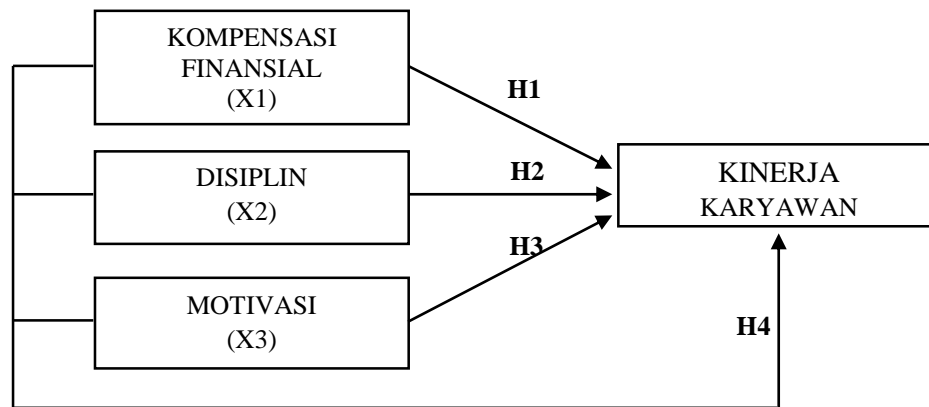 KOMPENSASI
FINANSIAL
(X1)
H1
DISIPLIN
(X2)
H2
KINERJA
KARYAWAN
H3
MOTIVASI
(X3)
H4